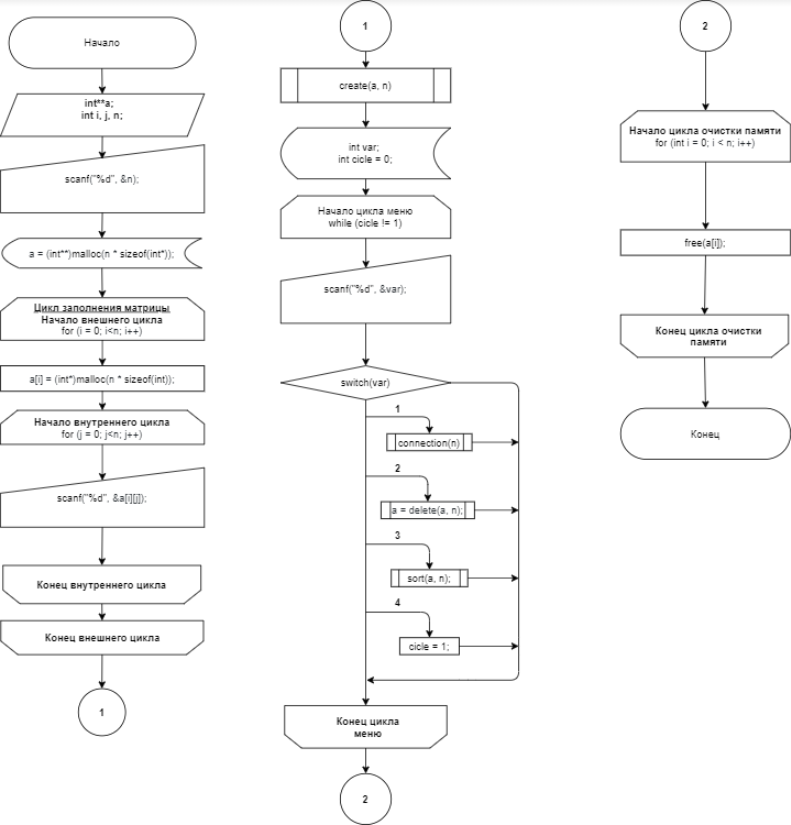 Начало
int**a;
int i, j, n;
scanf("%d", &n);
a = (int**)malloc(n * sizeof(int*));
Цикл заполнения матрицы
Начало внешнего цикла
for (i = 0; i<n; i++)
a[i] = (int*)malloc(n * sizeof(int));
Начало внутреннего цикла
for (j = 0; j<n; j++)
scanf("%d", &a[i][j]);
Конец внутреннего цикла
Конец внешнего цикла
1
1
create(a, n)
int var;
int cicle = 0;
Начало цикла меню
while (cicle != 1)
scanf("%d", &var);
switch(var)
1
connection(n)
2
a = delete(a, n);
3
sort(a, n);
4
cicle = 1;
Конец цикла
меню
2
2
Начало цикла очистки памяти
for (int i = 0; i < n; i++)
free(a[i]);
Конец цикла очистки
памяти
Конец